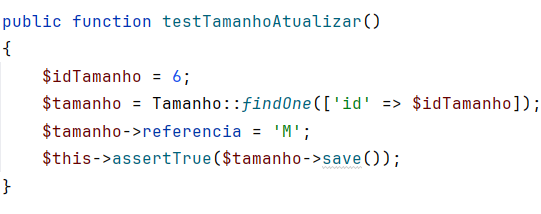 public function testTamanhoAtualizar()
{
    $idTamanho = 6;
    $tamanho = Tamanho::findOne(['id' => $idTamanho]);
    $tamanho->referencia = 'M';
    $this->assertTrue($tamanho->save());
}